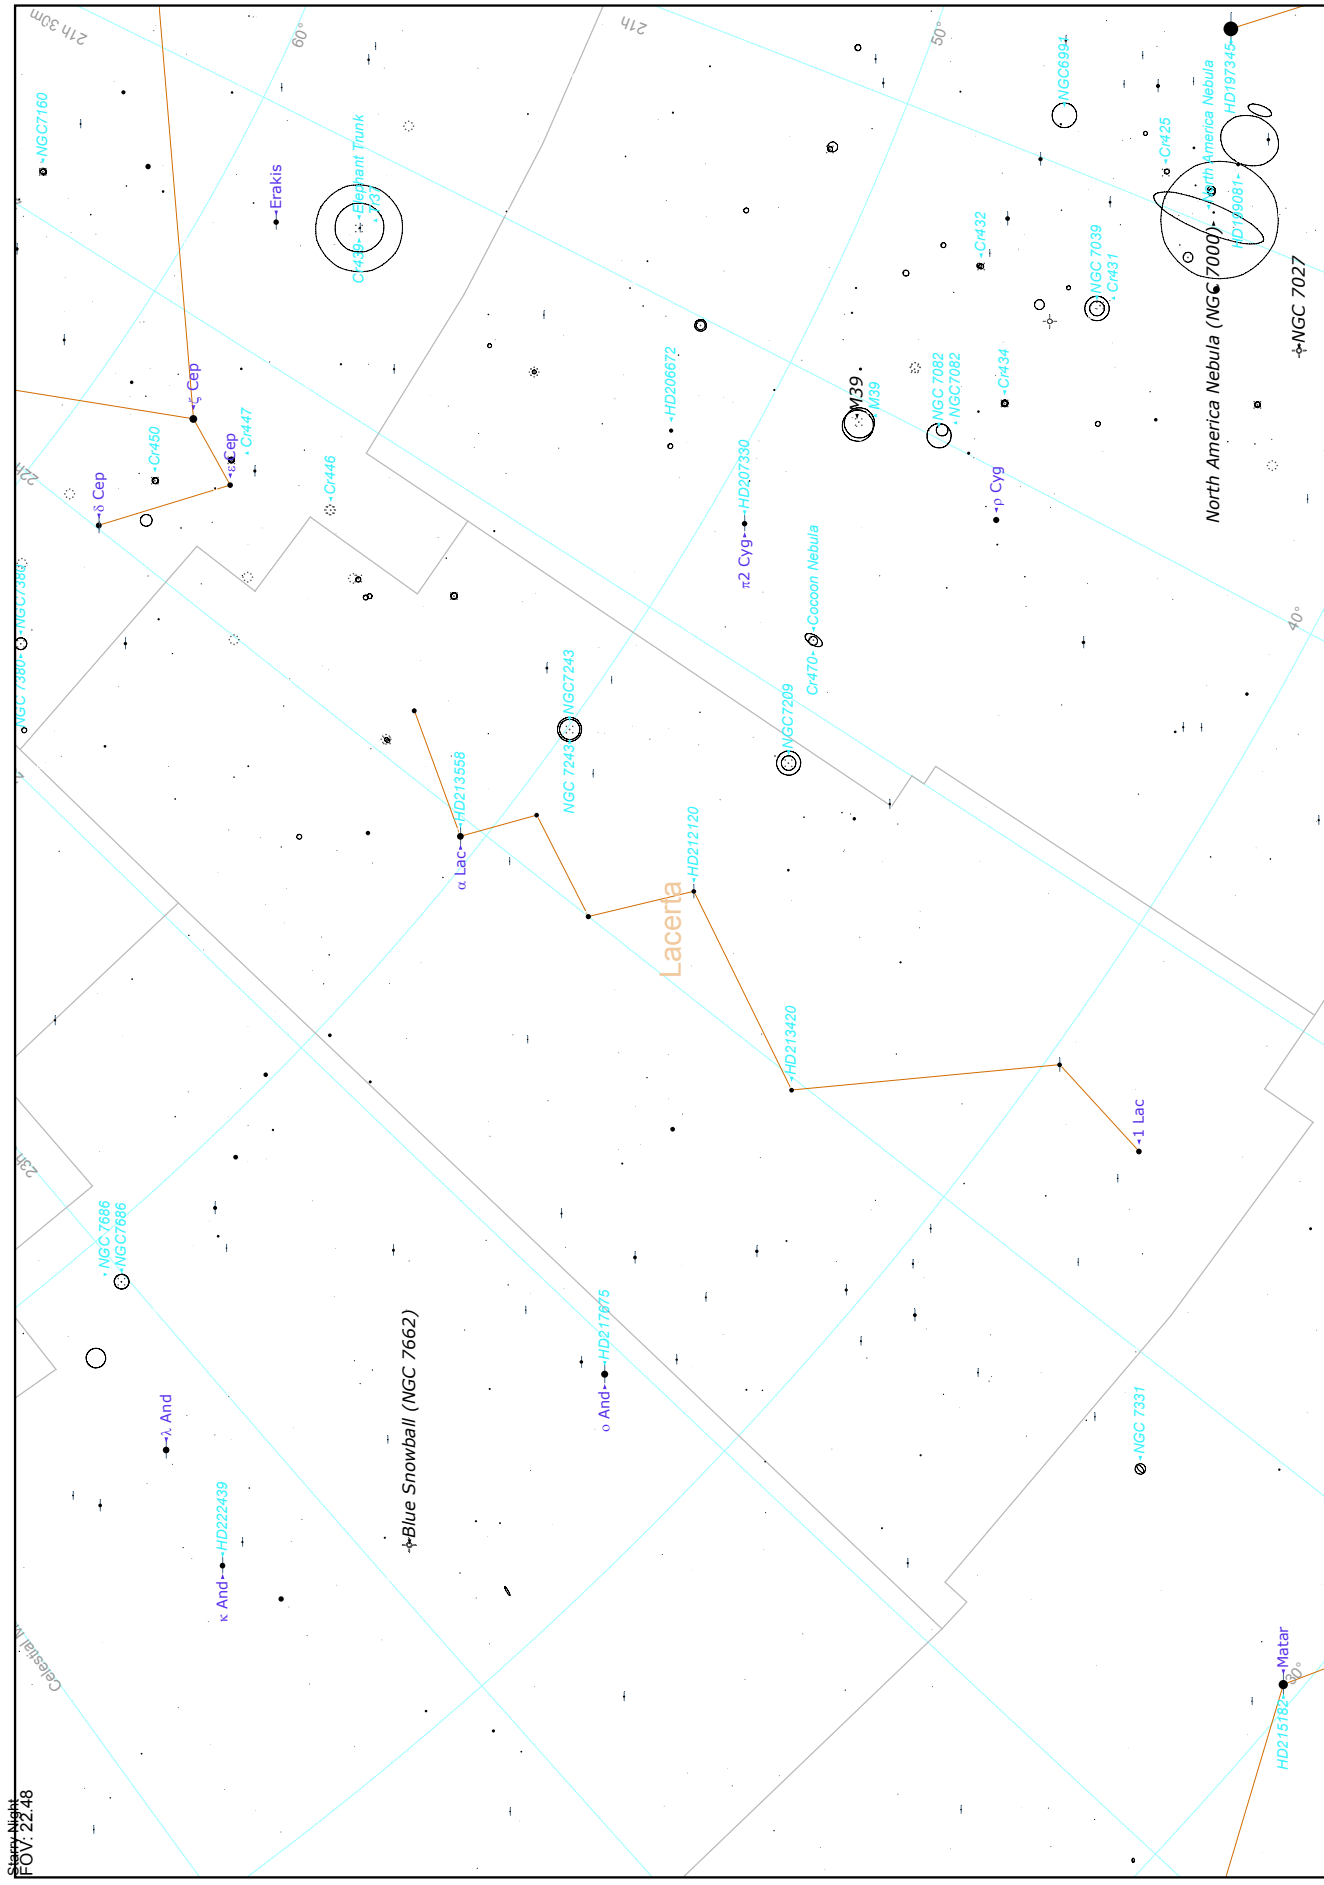 21h 30m
60°
21h
50°
NGC7160
Erakis
Elephant Trunk
Cr439
Tr37
NGC6991
Cr425
North America Nebula
HD197345
HD199081
Cr432
NGC 7039
Cr431
North America Nebula (NGC 7000)
NGC 7027
ζ Cep
ε Cep
Cr447
Cr450
δ Cep
22h
Cr446
HD206672
HD207330
π2 Cyg
M39
M39
NGC 7082
NGC7082
Cr434
ρ Cyg
Cocoon Nebula
Cr470
40°
NGC7380
NGC 7380
NGC7243
NGC 7243
NGC7209
HD213558
α Lac
HD212120
Lacerta
HD213420
1 Lac
23h
NGC 7686
NGC7686
Blue Snowball (NGC 7662)
HD217675
ο And
λ And
HD222439
κ And
NGC 7331
Matar
HD215182
30°
Celestial M
Starry Night
FOV: 22.48